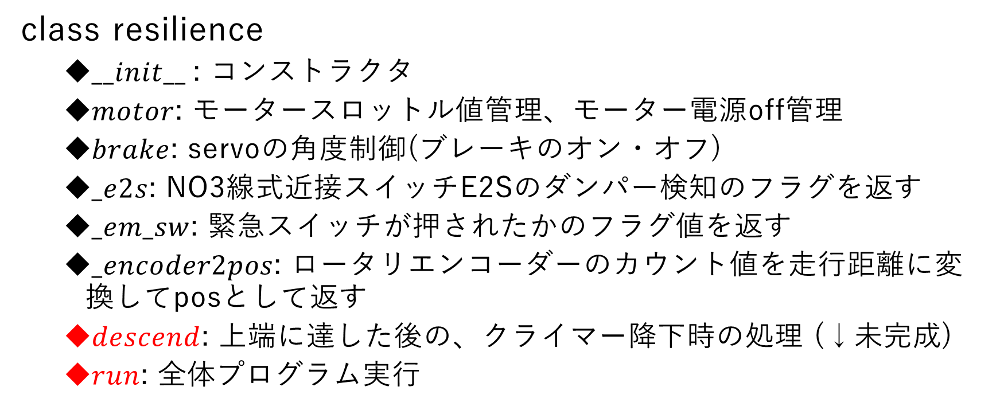 class resilience
◆__init__ : コンストラクタ
◆motor: モータースロットル値管理、モーター電源off管理
◆brake: servoの角度制御(ブレーキのオン・オフ)
◆_e2s: NO3線式近接スイッチE2Sのダンパー検知のフラグを返す
◆_em_sw: 緊急スイッチが押されたかのフラグ値を返す
◆_encoder2pos: ロータリエンコーダーのカウント値を走行距離に変
換してposとして返す
◆descend: 上端に達した後の、クライマー降下時の処理 (↓未完成)
◆run: 全体プログラム実行